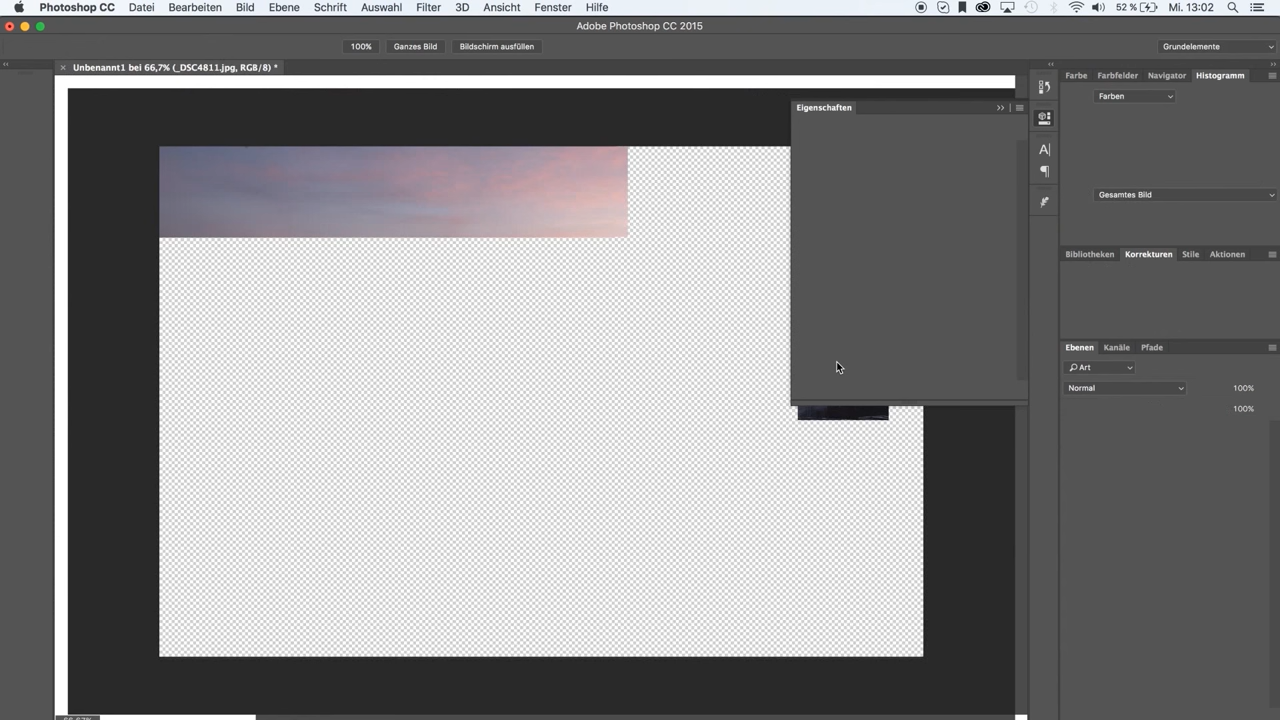 Photoshop CC Datei Bearbeiten Bild Ebene Schrift Auswahl Filter 3D Ansicht Fenster Hilfe 52 % Mi. 13:02
Adobe Photoshop CC 2015
100% Ganzes Bild Bildschirm ausfüllen Grundelemente
Unbenannt1 bei 66,7% (_DSC4811.jpg, RGB/8) *
Farbe Farbfelder Navigator Histogramm
Farben
Eigenschaften
Gesamtes Bild
Bibliotheken Korrekturen Stile Aktionen
Ebenen Kanäle Pfade
Art
Normal 100%
100%